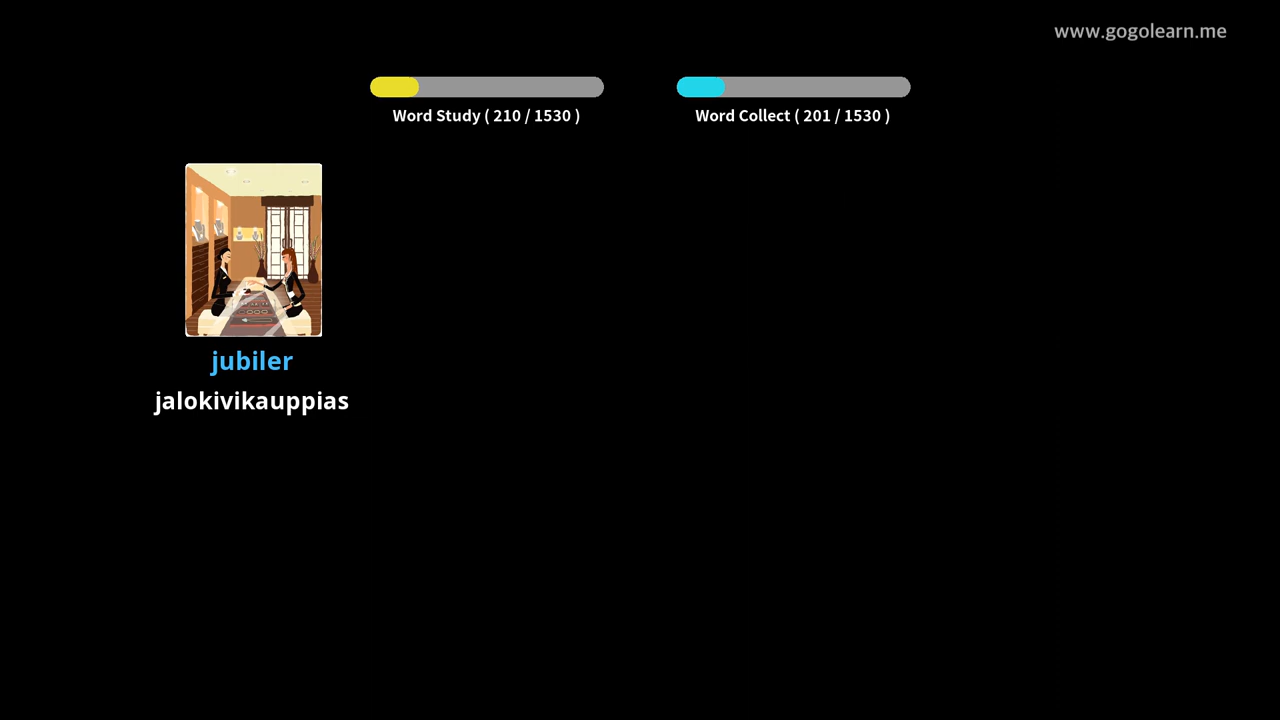 www.gogolearn.me
Word Study ( 210 / 1530 )
Word Collect ( 201 / 1530 )
jubiler
jalokivikauppias